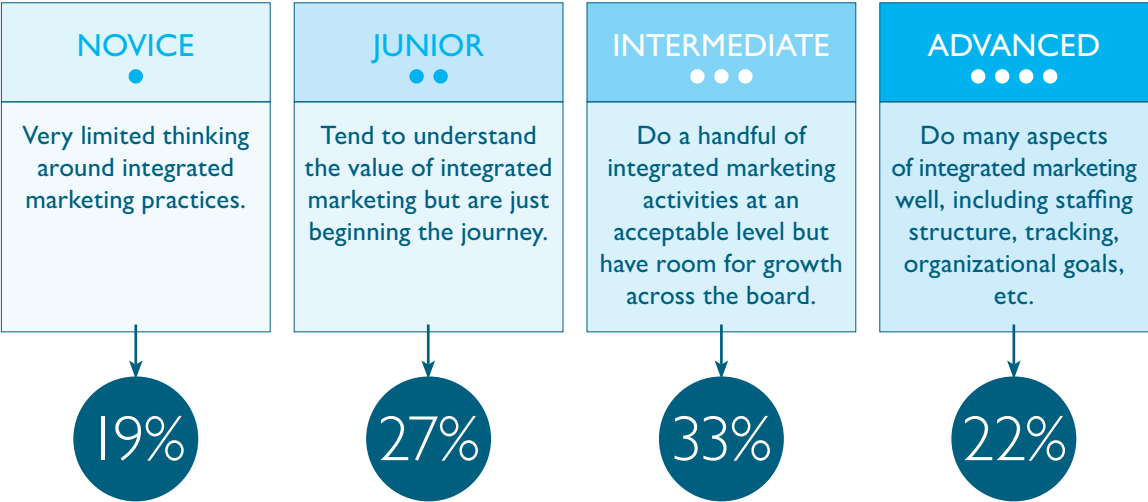 NOVICE
Very limited thinking
around integrated
marketing practices.
19%
JUNIOR
Tend to understand
the value of integrated
marketing but are just
beginning the journey.
27%
INTERMEDIATE
Do a handful of
integrated marketing
activities at an
acceptable level but
have room for growth
across the board.
33%
ADVANCED
Do many aspects
of integrated marketing
well, including staffing
structure, tracking,
organizational goals,
etc.
22%